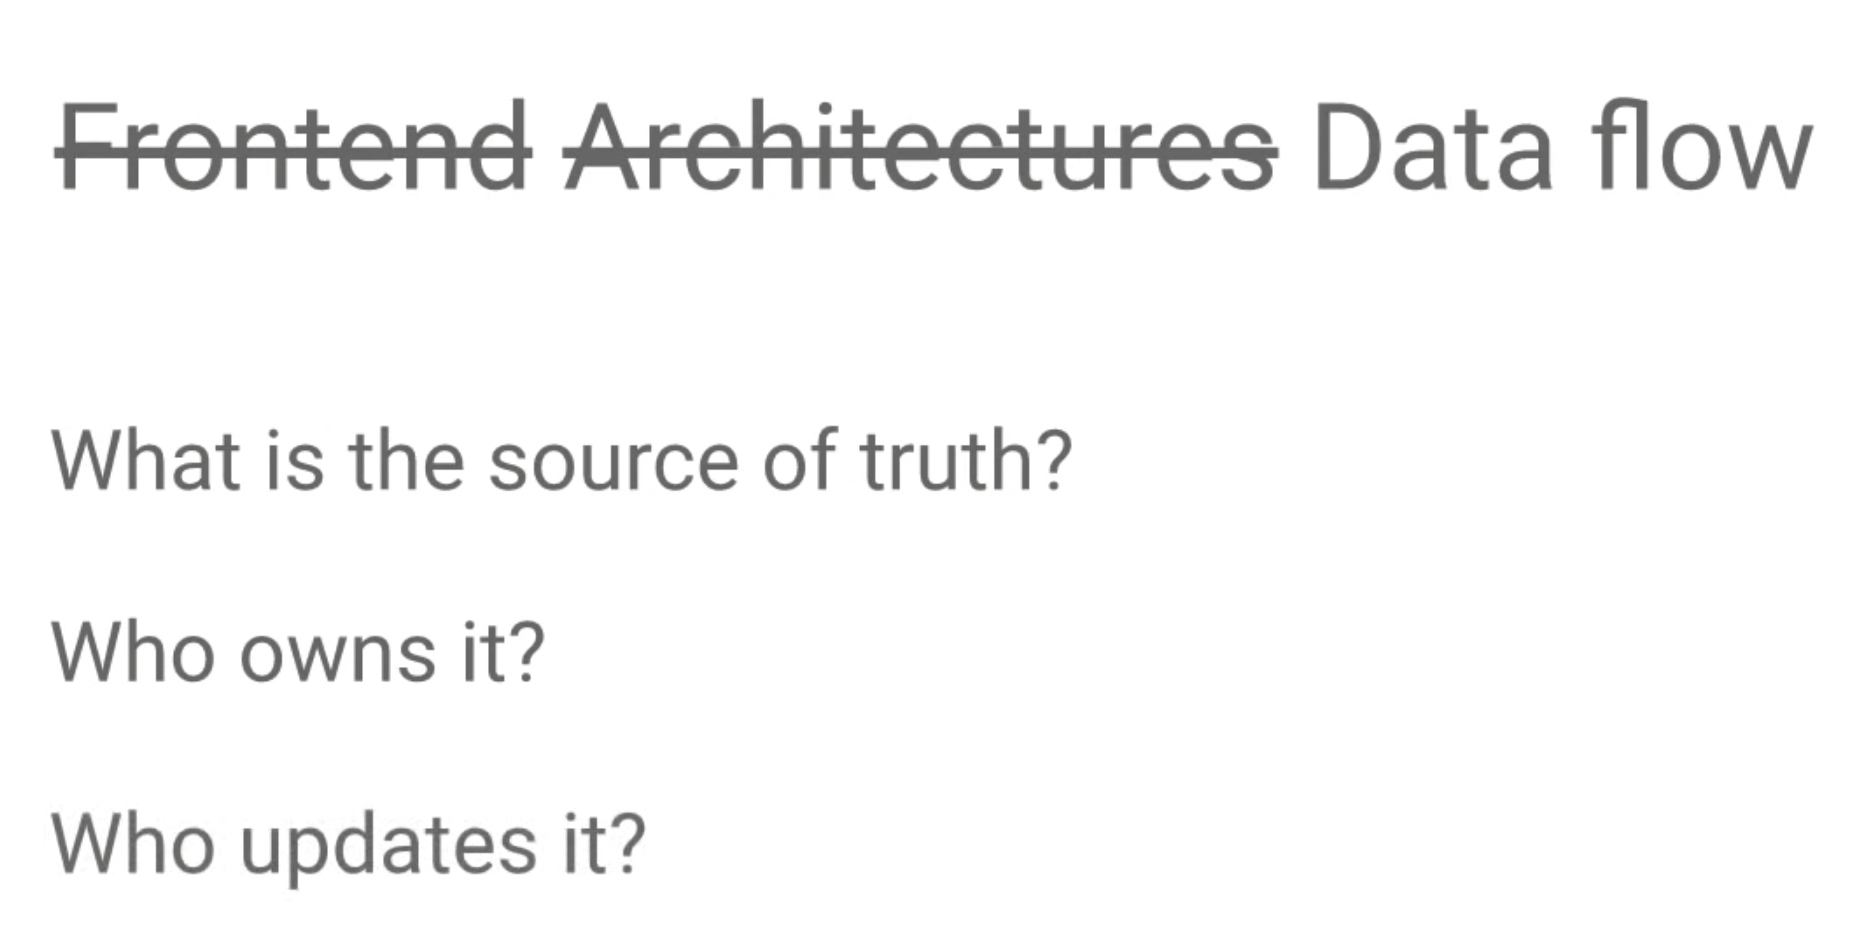 Frontend Architectures Data flow
What is the source of truth?
Who owns it?
Who updates it?